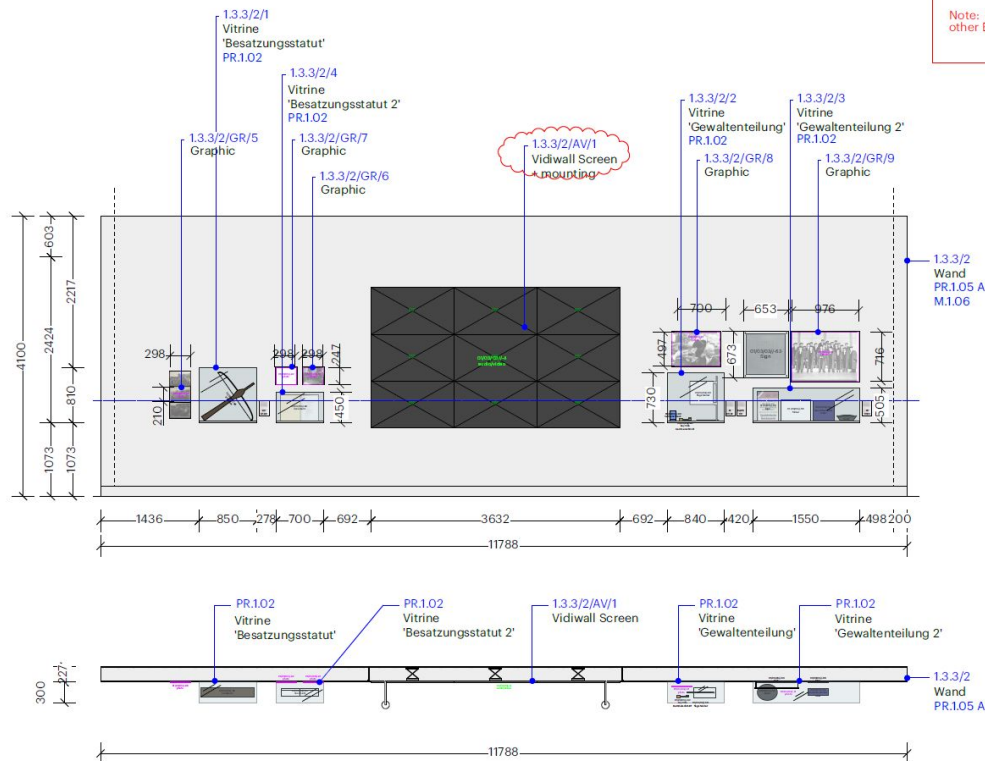 Note:
other E
1.3.3/2/1
Vitrine
'Besatzungsstatut'
PR.1.02
1.3.3/2/4
Vitrine
'Besatzungsstatut 2'
PR.1.02
1.3.3/2/GR/5
Graphic
1.3.3/2/GR/7
Graphic
1.3.3/2/GR/6
Graphic
1.3.3/2/AV/1
Vidiwall Screen
+ mounting
1.3.3/2/2
Vitrine
'Gewaltenteilung'
PR.1.02
1.3.3/2/3
Vitrine
'Gewaltenteilung 2'
PR.1.02
1.3.3/2/GR/8
Graphic
1.3.3/2/GR/9
Graphic
1.3.3/2
Wand
PR.1.05 A
M.1.06
4100
603
2424
1073
2217
810
1073
298
210
298
298
247
450
700
653
976
497
673
716
730
505
1436
850
278
700
692
3632
692
840
420
1550
498
200
11788
PR.1.02
Vitrine
'Besatzungsstatut'
PR.1.02
Vitrine
'Besatzungsstatut 2'
1.3.3/2/AV/1
Vidiwall Screen
PR.1.02
Vitrine
'Gewaltenteilung'
PR.1.02
Vitrine
'Gewaltenteilung 2'
227
300
1.3.3/2
Wand
PR.1.05 A
11788